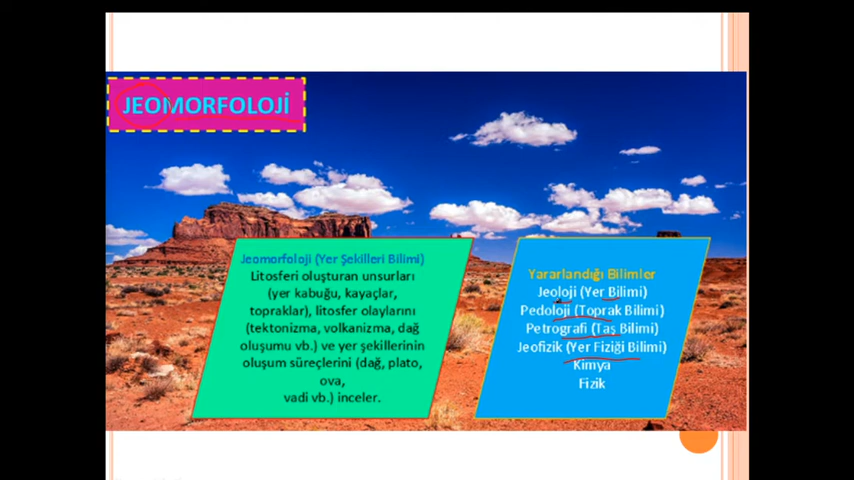 JEOMORFOLOJİ
Jeomorfoloji (Yer Şekilleri Bilimi)
Litosferi oluşturan unsurları
(yer kabuğu, kayaçlar,
topraklar), litosfer olaylarını
(tektonizma, volkanizma, dağ
oluşumu vb.) ve yer şekillerinin
oluşum süreçlerini (dağ, plato,
ova,
vadi vb.) inceler.
Yararlandığı Bilimler
Jeoloji (Yer Bilimi)
Pedoloji (Toprak Bilimi)
Petrografi (Taş Bilimi)
Jeofizik (Yer Fiziği Bilimi)
Kimya
Fizik